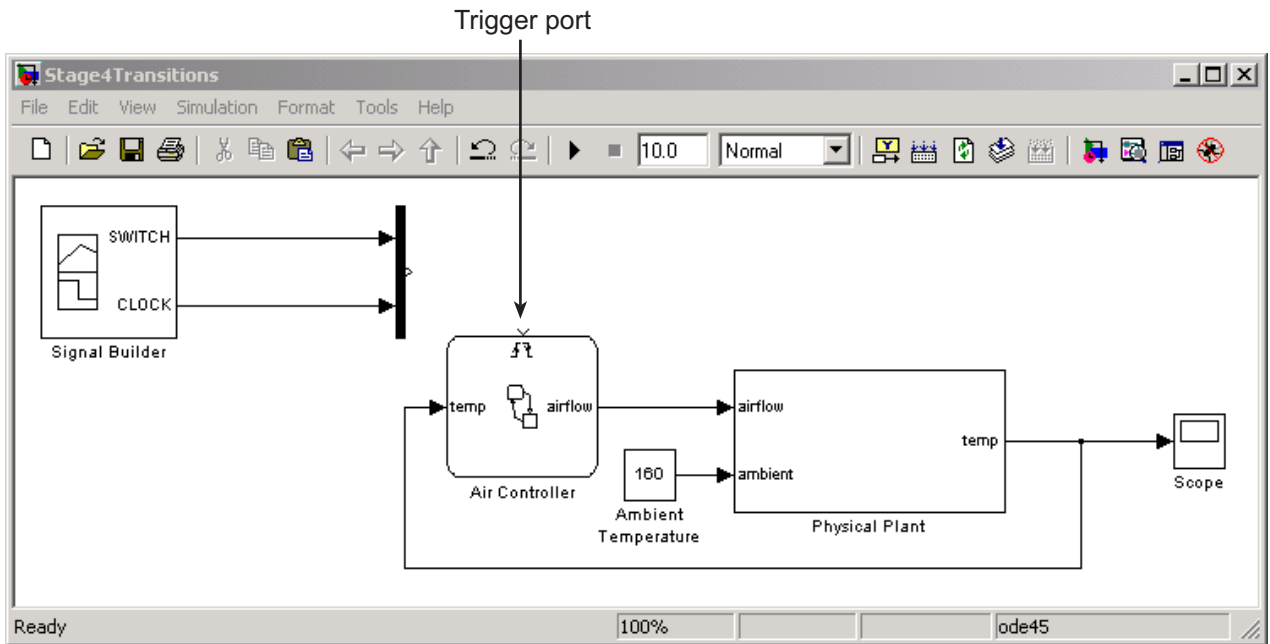 Trigger port
Stage4Transitions
File Edit View Simulation Format Tools Help
10.0 Normal
SWITCH
CLOCK
Signal Builder
temp airflow
Air Controller
160
Ambient
Temperature
airflow
ambient
temp
Physical Plant
Scope
Ready 100% ode45